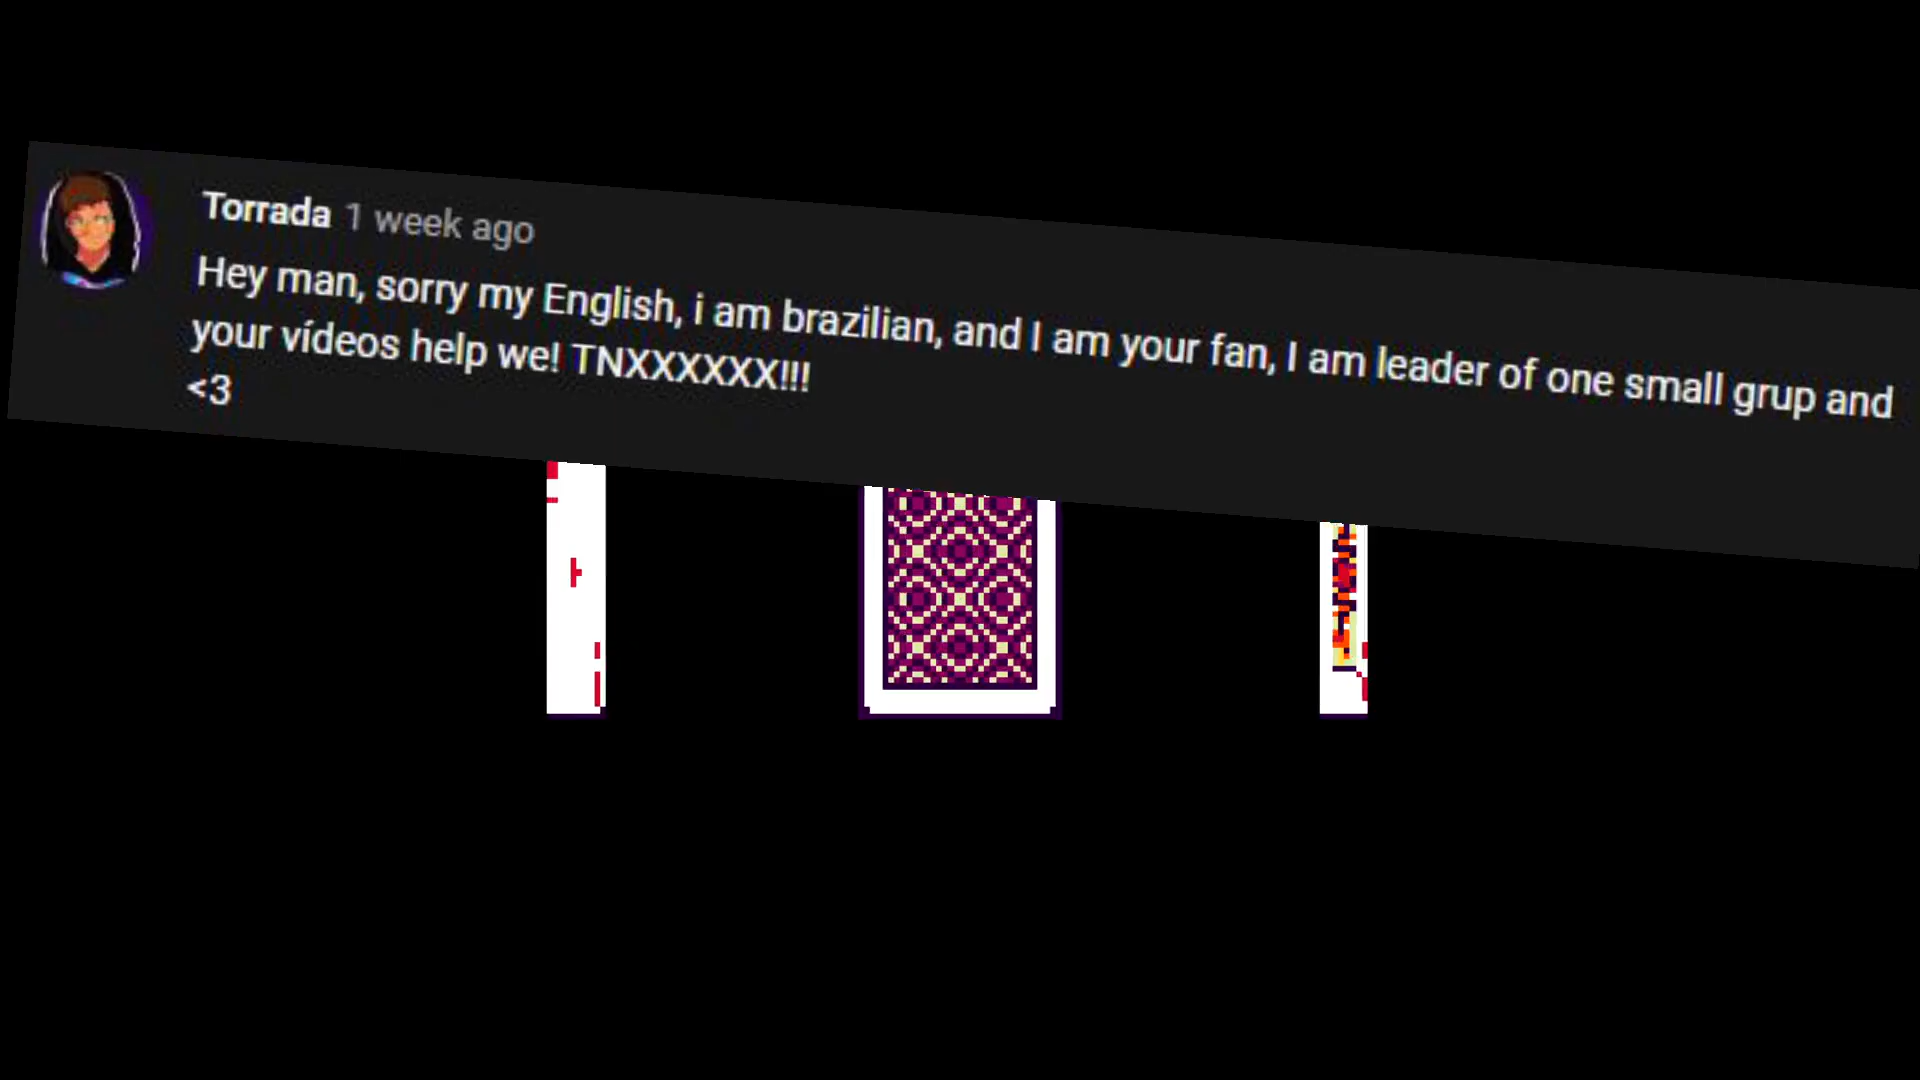 Torrada 1 week ago
Hey man, sorry my English, i am brazilian, and I am your fan, I am leader of one small grup and
your vídeos help we! TNXXXXXX!!!
<3